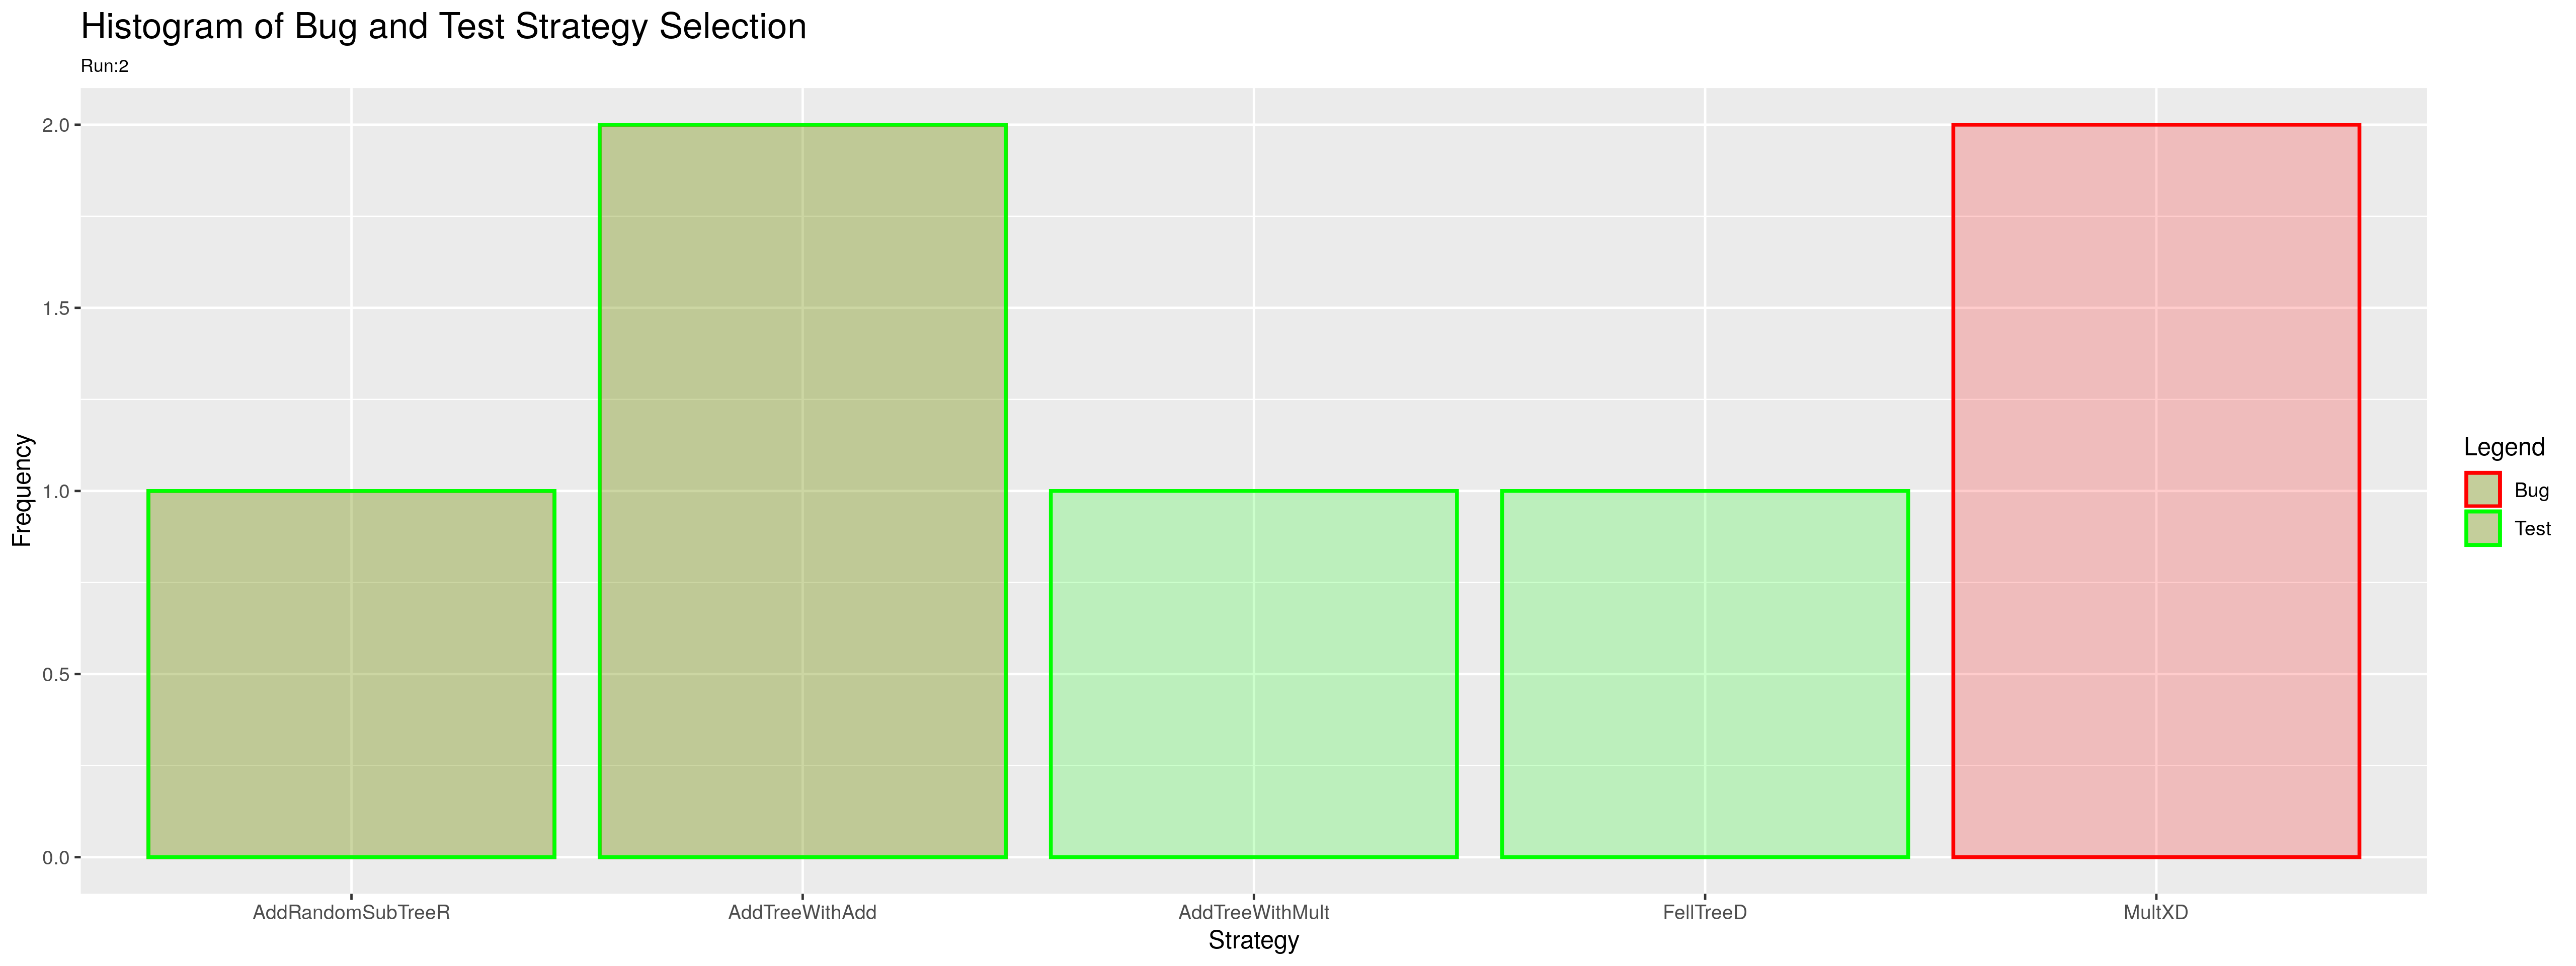 Histogram of Bug and Test Strategy Selection
Run:2
2.0
1.5
1.0
0.5
0.0
Frequency
AddRandomSubTreeR
AddTreeWithAdd
AddTreeWithMult
FellTreeD
MultXD
Strategy
Legend
Bug
Test